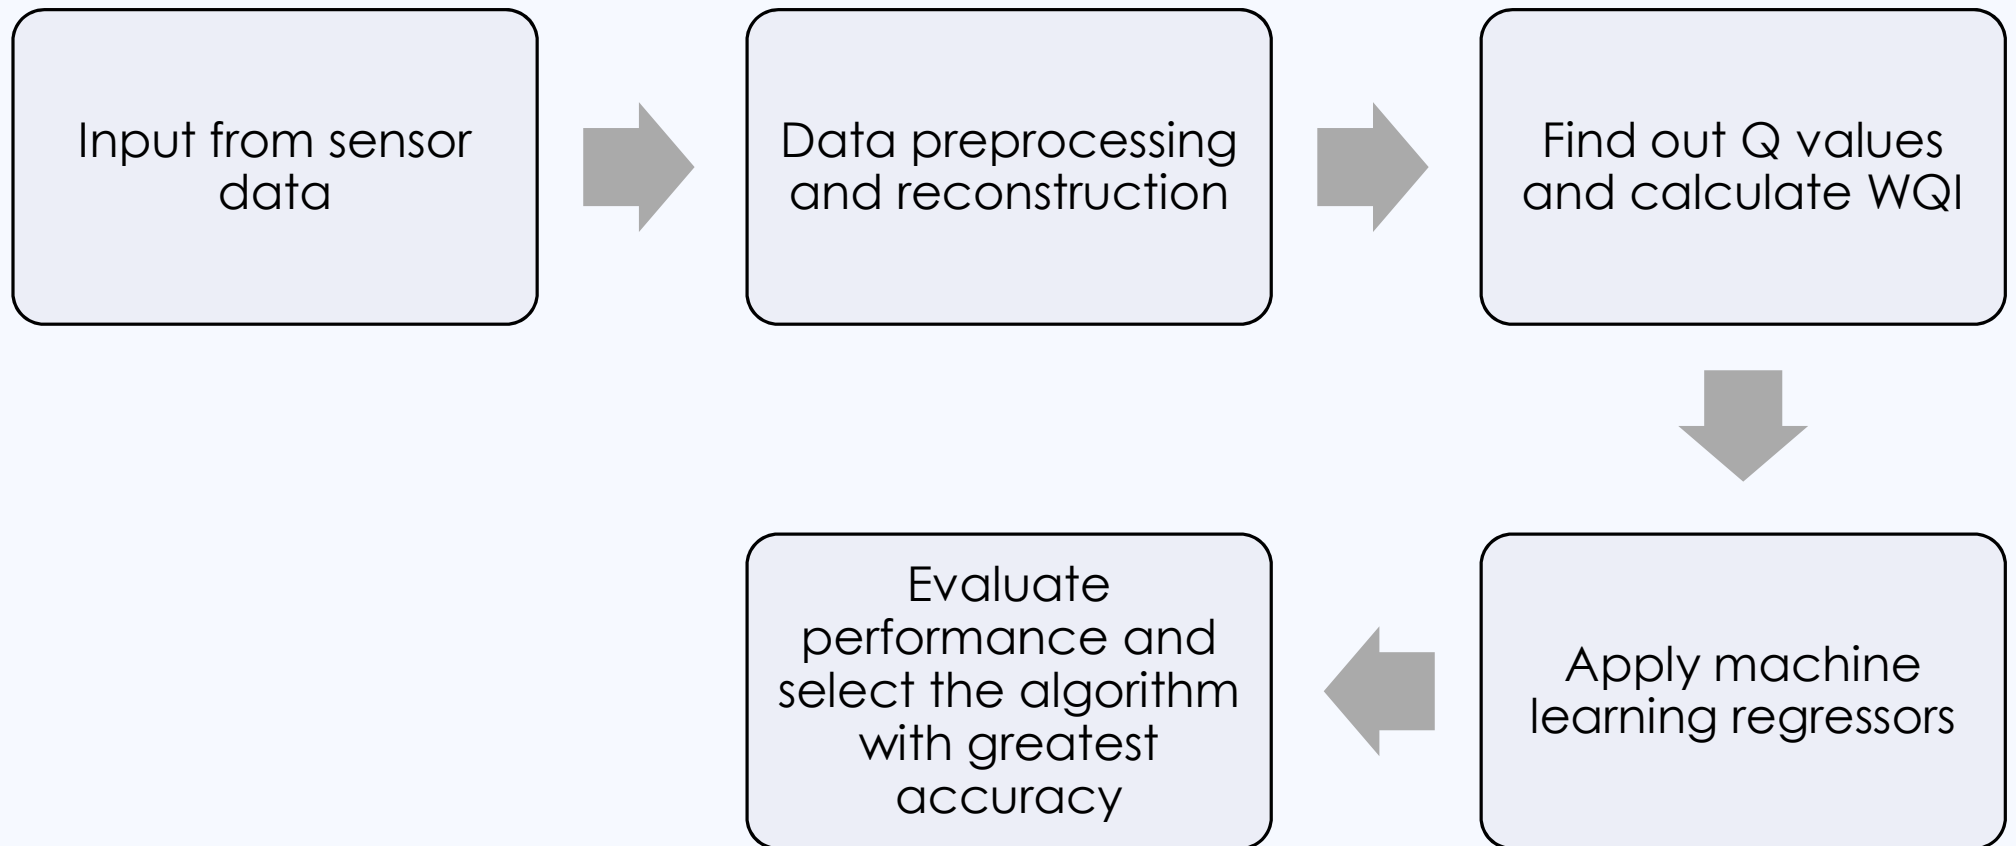 Input from sensor
data
Data preprocessing
and reconstruction
Find out Q values
and calculate WQI
Apply machine
learning regressors
Evaluate
performance and
select the algorithm
with greatest
accuracy